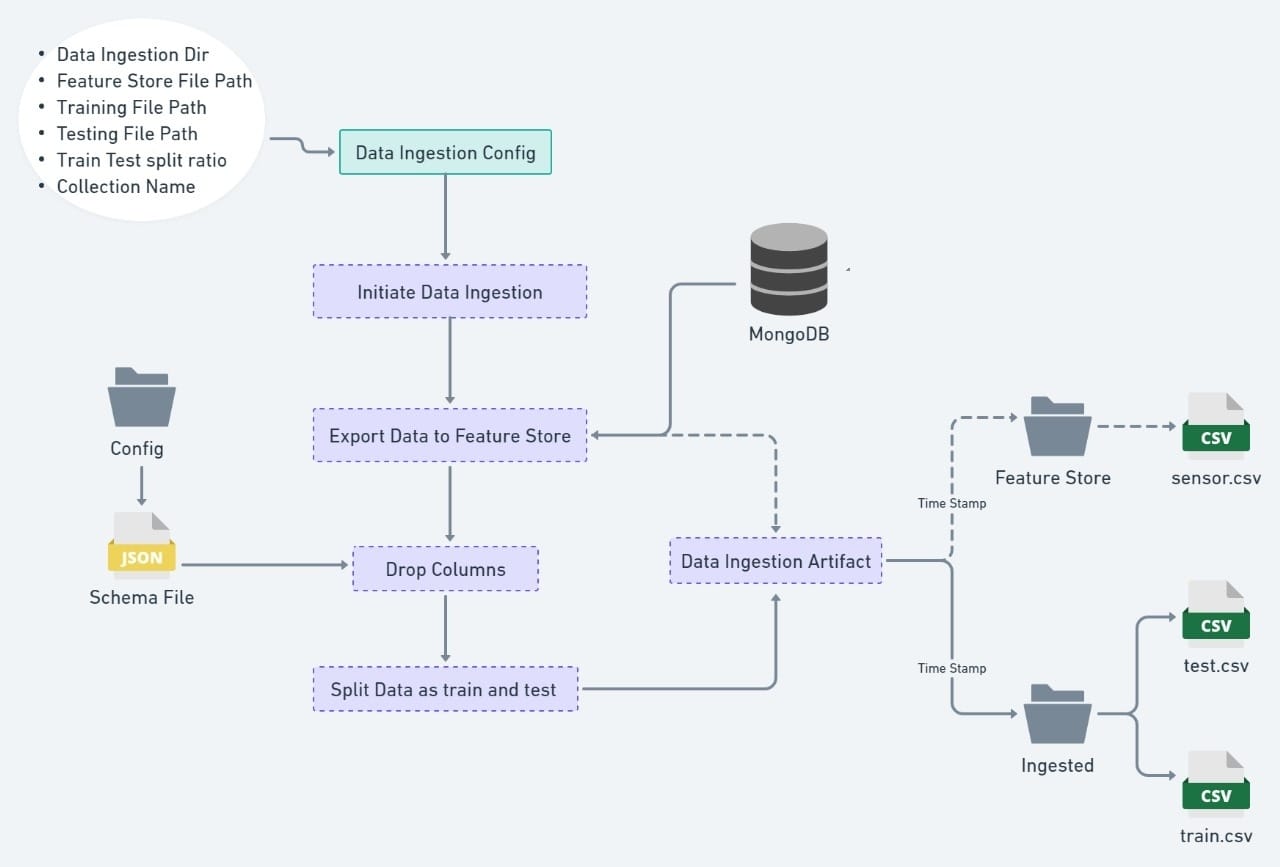 • Data Ingestion Dir
• Feature Store File Path
• Training File Path
• Testing File Path
• Train Test split ratio
• Collection Name
Data Ingestion Config
Initiate Data Ingestion
MongoDB
Export Data to Feature Store
Config
Feature Store
CSV
sensor.csv
Time Stamp
JSON
Schema File
Drop Columns
Data Ingestion Artifact
Split Data as train and test
Time Stamp
CSV
test.csv
Ingested
CSV
train.csv